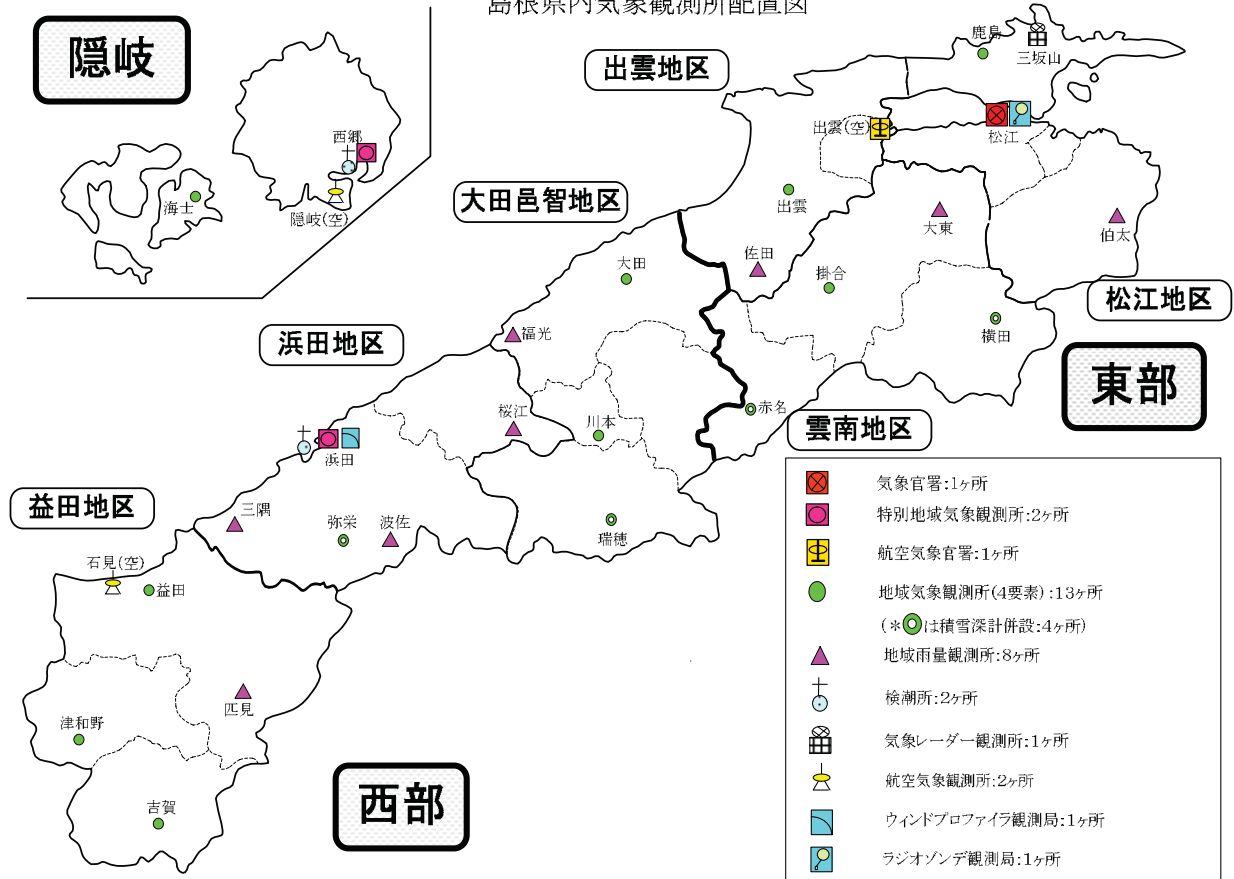 島根県内気象観測所配置図
隠岐
西郷
海士
隠岐(空)
出雲地区
鹿島
三坂山
出雲(空)
松江
大田邑智地区
出雲
大東
伯太
佐田
掛合
大田
松江地区
横田
福光
浜田地区
東部
桜江
川本
赤名
雲南地区
浜田
益田地区
三隅
弥栄
波佐
瑞穂
石見(空)
益田
匹見
津和野
吉賀
西部
気象官署:1ヶ所
特別地域気象観測所:2ヶ所
航空気象官署:1ヶ所
地域気象観測所(4要素):13ヶ所
(*◎は積雪深計併設:4ヶ所)
地域雨量観測所:8ヶ所
検潮所:2ヶ所
気象レーダー観測所:1ヶ所
航空気象観測所:2ヶ所
ウィンドプロファイラ観測局:1ヶ所
ラジオゾンデ観測局:1ヶ所